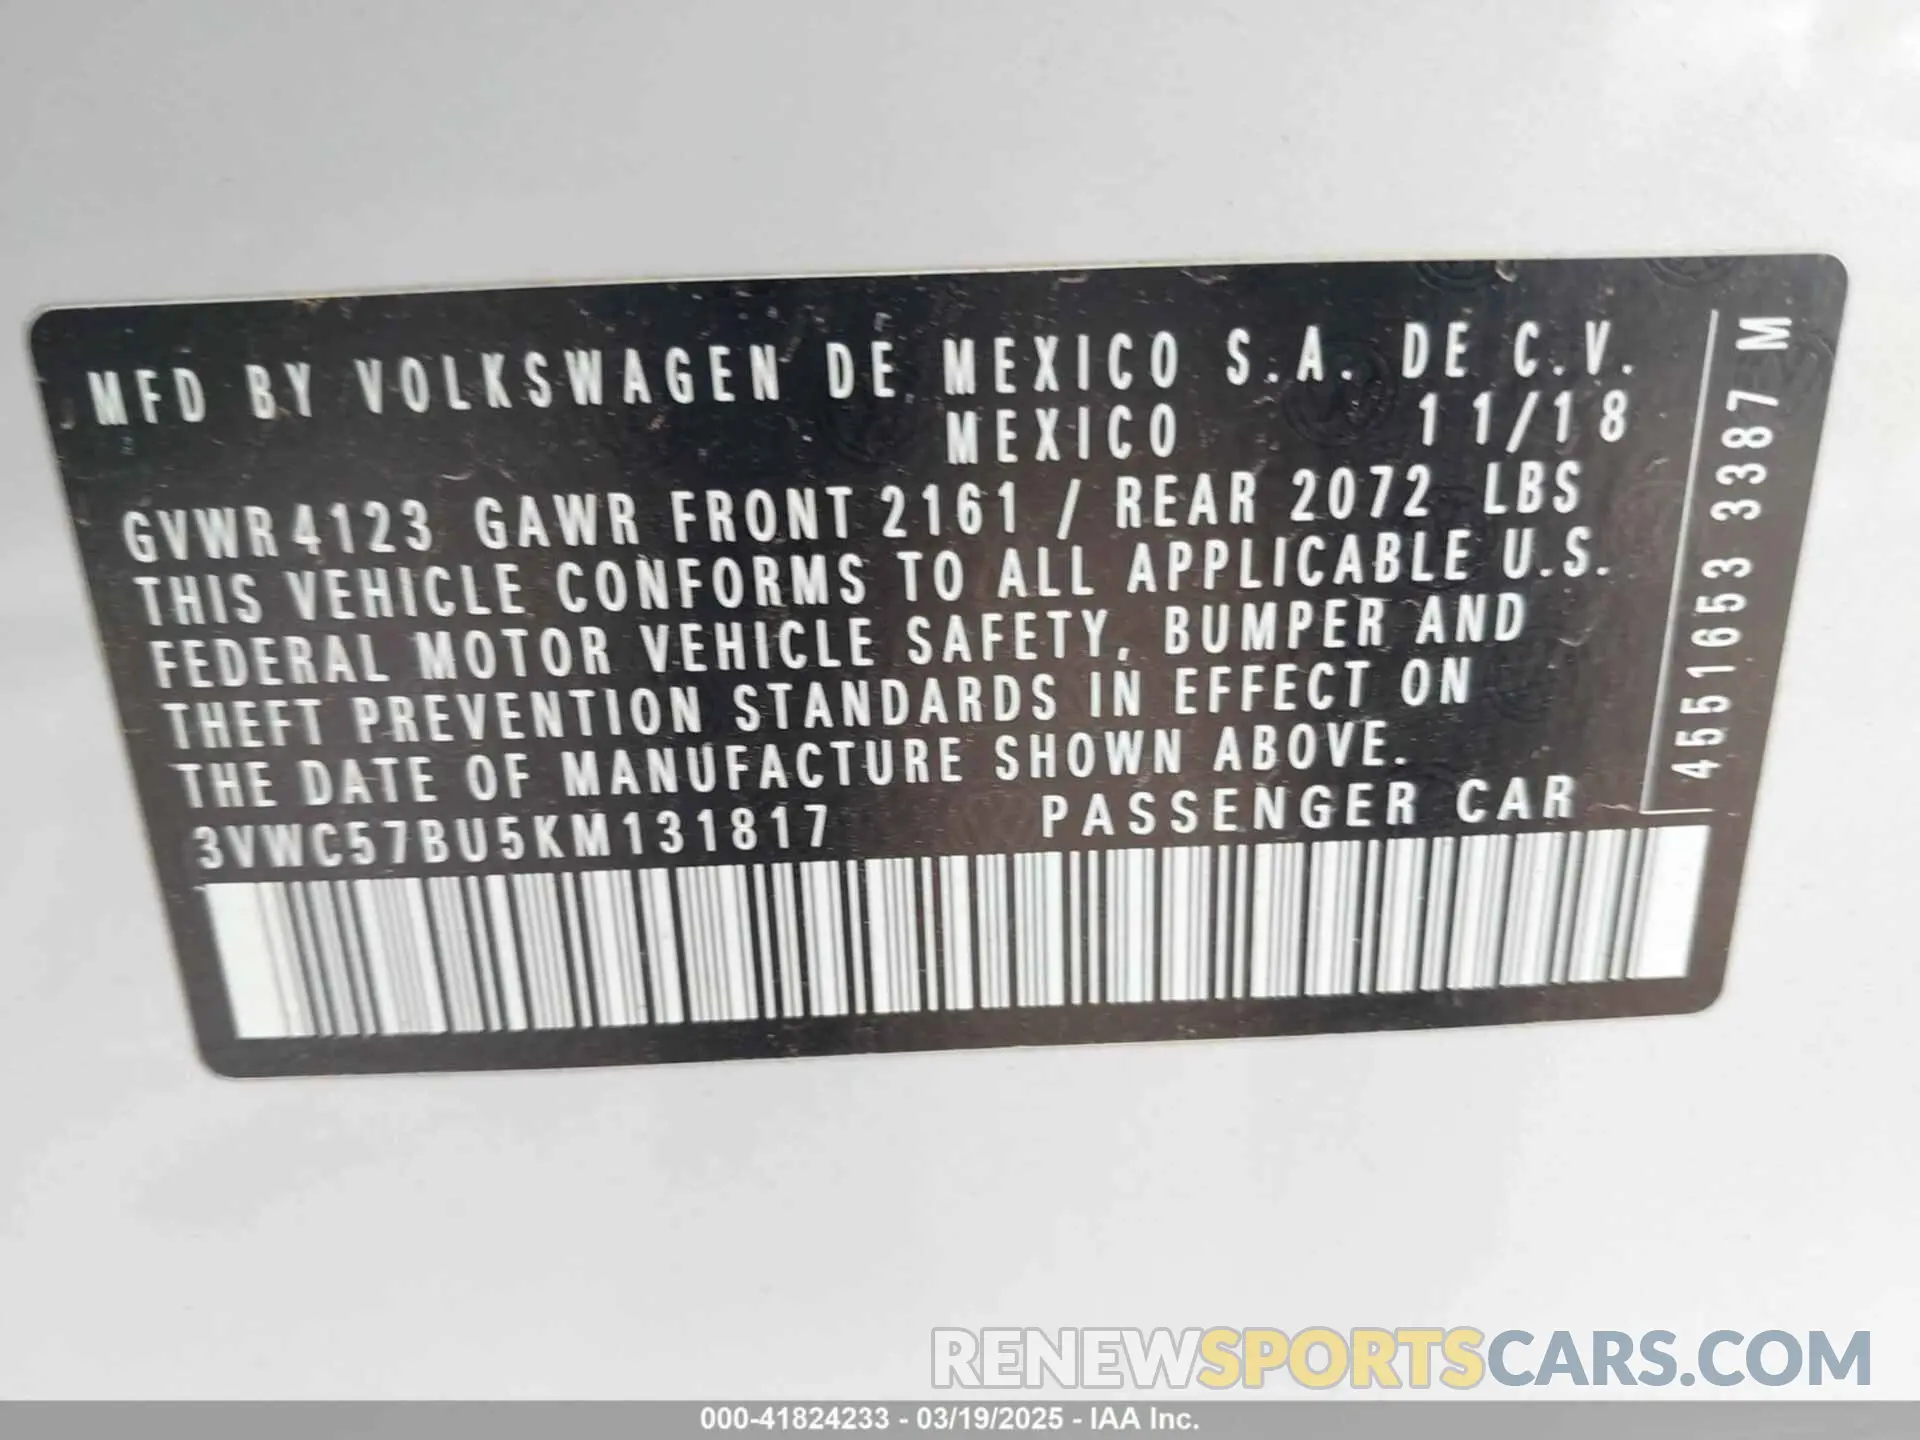 MFD BY VOLKSWAGEN DE MEXICO S.A. DE C.V.
MEXICO 11/18
GVWR 4123 GAWR FRONT 2161 / REAR 2072 LBS
THIS VEHICLE CONFORMS TO ALL APPLICABLE U.S.
FEDERAL MOTOR VEHICLE SAFETY, BUMPER AND
THEFT PREVENTION STANDARDS IN EFFECT ON
THE DATE OF MANUFACTURE SHOWN ABOVE.
3VWC57BU5KM131817 PASSENGER CAR
4551653 3387 M
RENEWSPORTSCARS.COM
000-41824233 - 03/19/2025 - IAA Inc.